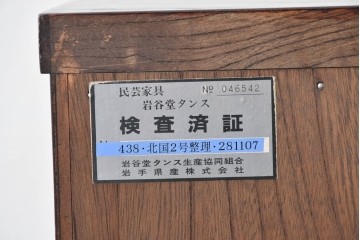 民芸家具 № 046542
岩谷堂タンス
検査済証
438・北国2号整理・281107
岩谷堂タンス生産協同組合
岩手県産株式会社